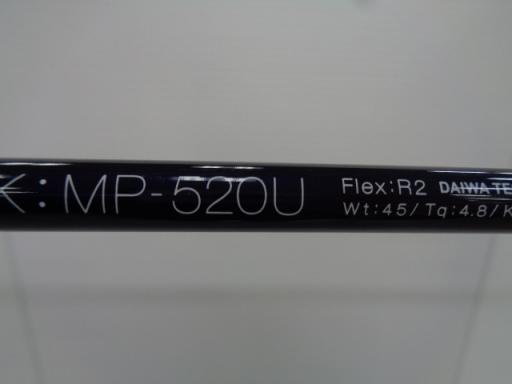 : MP-520U
Flex:R2 DAIWA TE
Wt:45/Tq:4.8/K